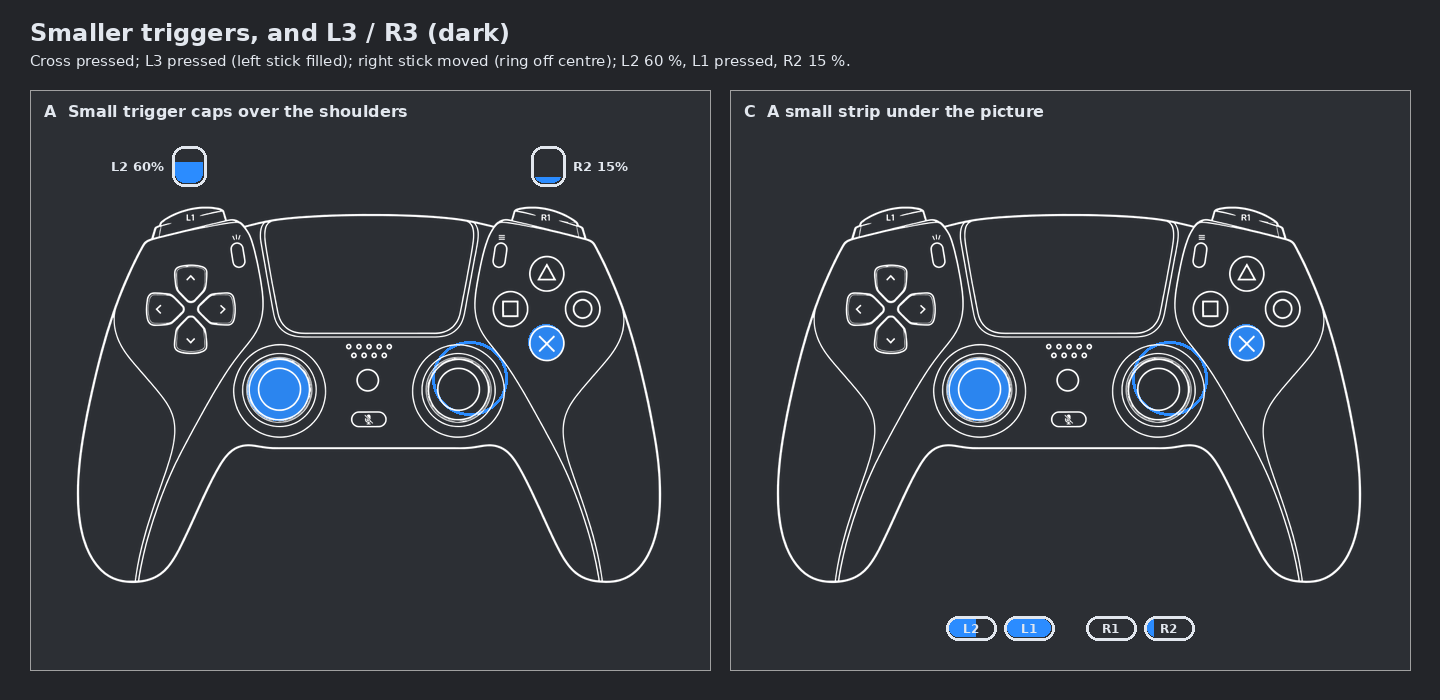 Smaller triggers, and L3 / R3 (dark)
Cross pressed; L3 pressed (left stick filled); right stick moved (ring off centre); L2 60 %, L1 pressed, R2 15 %.
A Small trigger caps over the shoulders
L2 60%
R2 15%
L1
R1
C A small strip under the picture
L1
R1
L2
L1
R1
R2